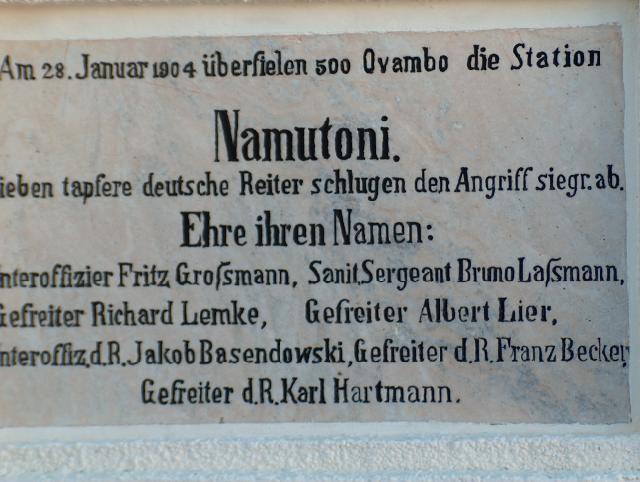 Am 28. Januar 1904 überfielen 500 Ovambo die Station
Namutoni.
ieben tapfere deutsche Reiter schlugen den Angriff siegr. ab.
Ehre ihren Namen:
nteroffizier Fritz Groſsmann, Sanit. Sergeant Bruno Laſsmann,
Gefreiter Richard Lemke, Gefreiter Albert Lier,
nteroffiz. d. R. Jakob Basendowski, Gefreiter d. R. Franz Becker,
Gefreiter d. R. Karl Hartmann.